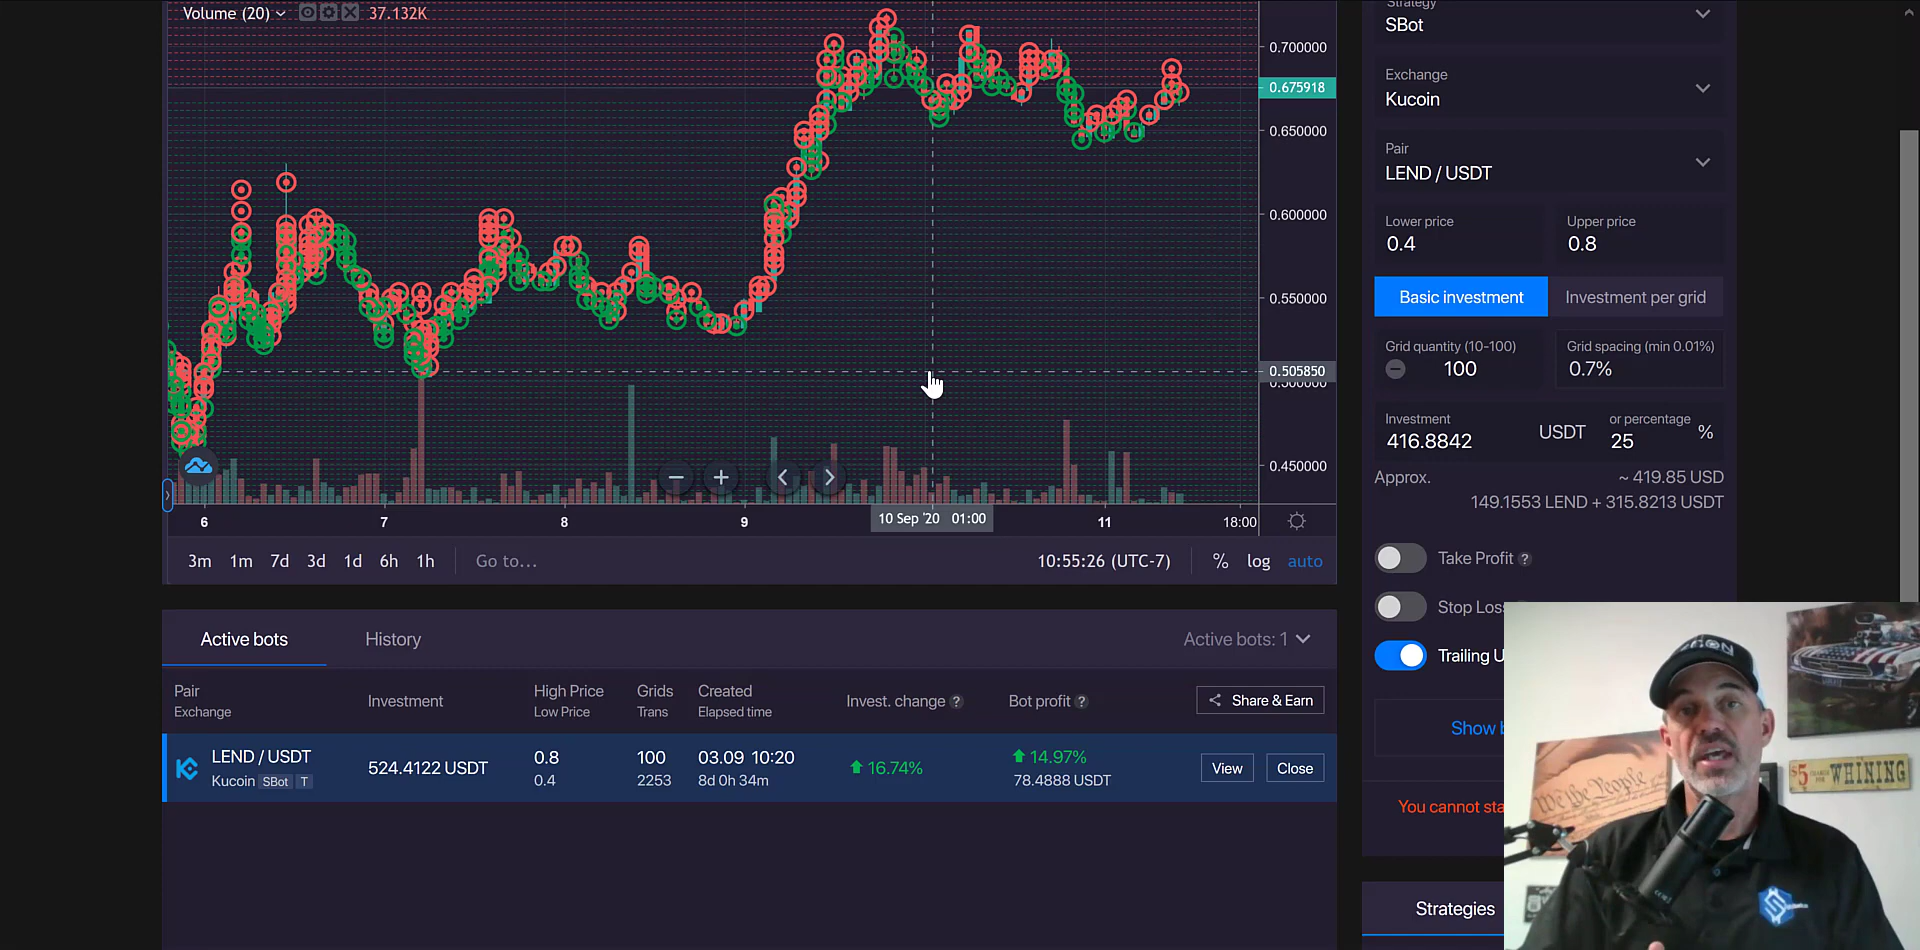 Volume (20) 37.132K
0.700000
0.675918
0.650000
0.600000
0.550000
0.505850
0.500000
0.450000
6 7 8 9 10 Sep '20 01:00 11 18:00
3m 1m 7d 3d 1d 6h 1h Go to... 10:55:26 (UTC-7) % log auto
Active bots History Active bots: 1
Pair Investment High Price Grids Created Invest. change ? Bot profit ? Share & Earn
Exchange Low Price Trans Elapsed time
LEND / USDT 524.4122 USDT 0.8 100 03.09 10:20 16.74% 14.97% View Close
Kucoin SBot T 0.4 2253 8d 0h 34m 78.4888 USDT
Strategy
SBot
Exchange
Kucoin
Pair
LEND / USDT
Lower price Upper price
0.4 0.8
Basic investment Investment per grid
Grid quantity (10-100) Grid spacing (min 0.01%)
100 0.7%
Investment or percentage
416.8842 USDT 25 %
Approx. ~ 419.85 USD
149.1553 LEND + 315.8213 USDT
Take Profit ?
Stop Los
Trailing U
Show b
You cannot sta
Strategies
We the People
$5 CHARGE FOR WHINING